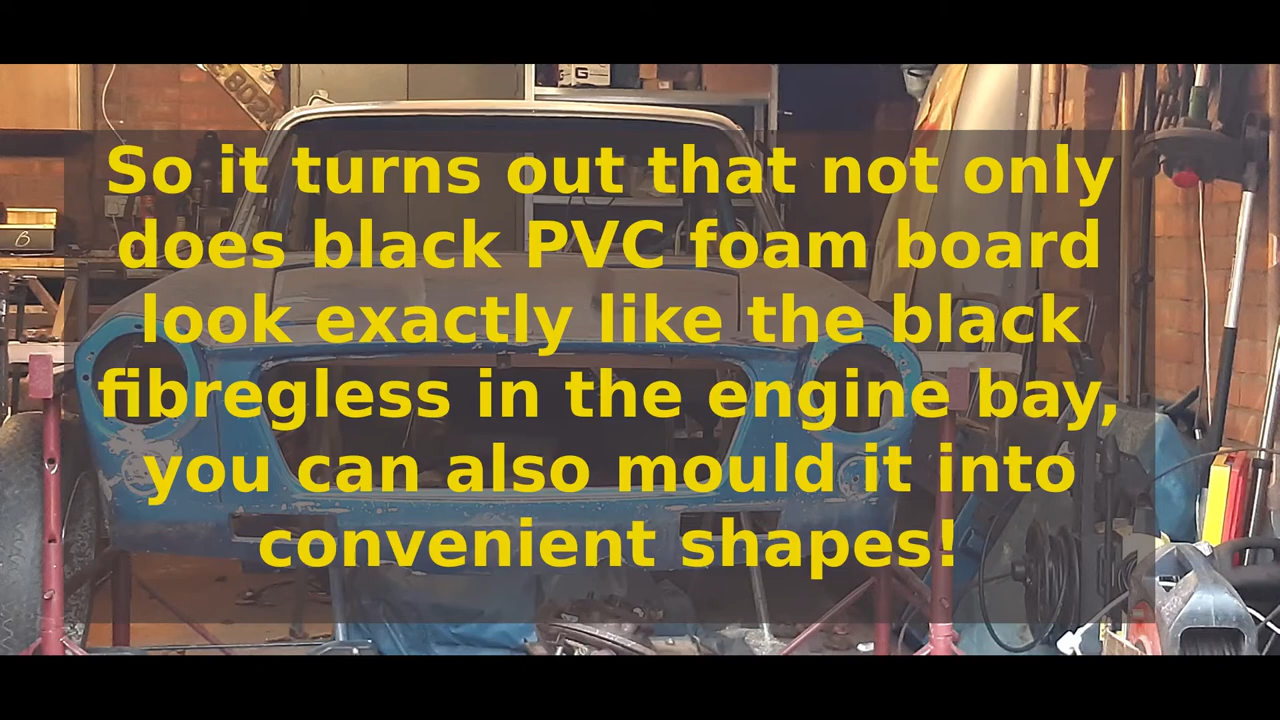 So it turns out that not only
does black PVC foam board
look exactly like the black
fibregless in the engine bay,
you can also mould it into
convenient shapes!
G
6